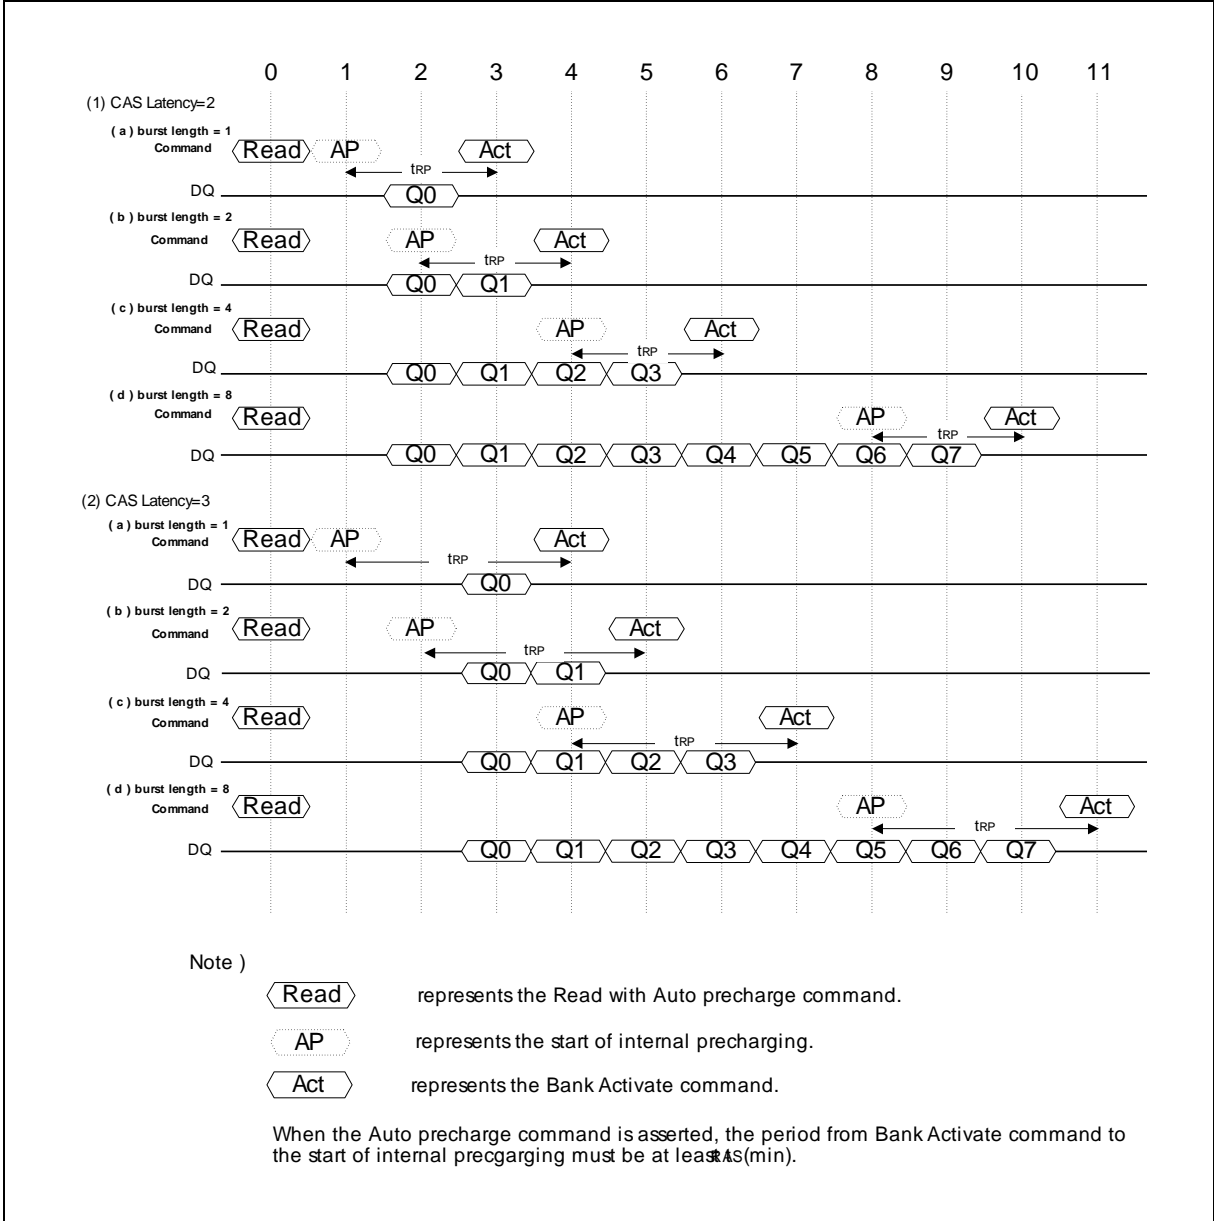 0 1 2 3 4 5 6 7 8 9 10 11
(1) CAS Latency=2
( a ) burst length = 1
Command Read AP Act
tRP
DQ Q0
( b ) burst length = 2
Command Read AP Act
tRP
DQ Q0 Q1
( c ) burst length = 4
Command Read AP Act
tRP
DQ Q0 Q1 Q2 Q3
( d ) burst length = 8
Command Read AP Act
tRP
DQ Q0 Q1 Q2 Q3 Q4 Q5 Q6 Q7
(2) CAS Latency=3
( a ) burst length = 1
Command Read AP Act
tRP
DQ Q0
( b ) burst length = 2
Command Read AP Act
tRP
DQ Q0 Q1
( c ) burst length = 4
Command Read AP Act
tRP
DQ Q0 Q1 Q2 Q3
( d ) burst length = 8
Command Read AP Act
tRP
DQ Q0 Q1 Q2 Q3 Q4 Q5 Q6 Q7
Note )
Read represents the Read with Auto precharge command.
AP represents the start of internal precharging.
Act represents the Bank Activate command.
When the Auto precharge command is asserted, the period from Bank Activate command to
the start of internal precgarging must be at least tRAS(min).